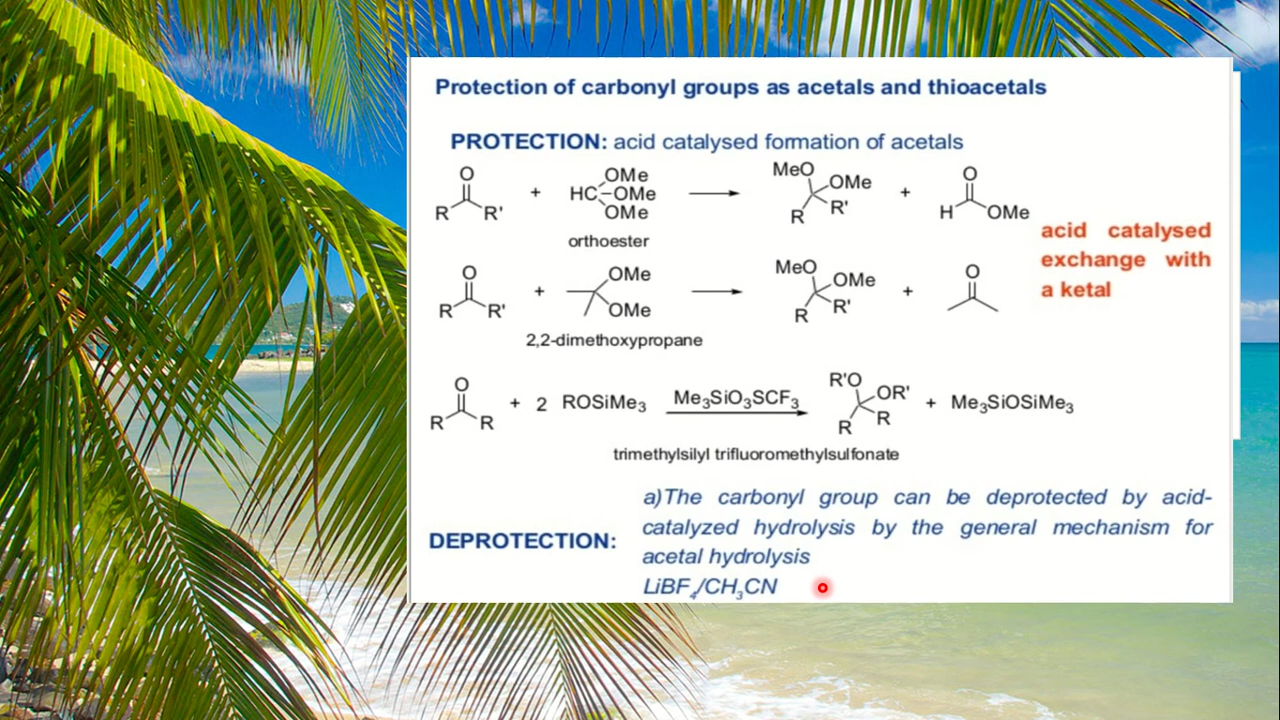 Protection of carbonyl groups as acetals and thioacetals
PROTECTION: acid catalysed formation of acetals
O
R R' + HC OMe OMe OMe MeO OMe R R' + O H OMe
orthoester
acid catalysed
exchange with
a ketal
O
R R' + OMe OMe MeO OMe R R' + O
2,2-dimethoxypropane
O
R R + 2 ROSiMe₃ Me₃SiO₃SCF₃ R'O OR' R R + Me₃SiOSiMe₃
trimethylsilyl trifluoromethylsulfonate
DEPROTECTION:
a)The carbonyl group can be deprotected by acid-
catalyzed hydrolysis by the general mechanism for
acetal hydrolysis
LiBF₄/CH₃CN